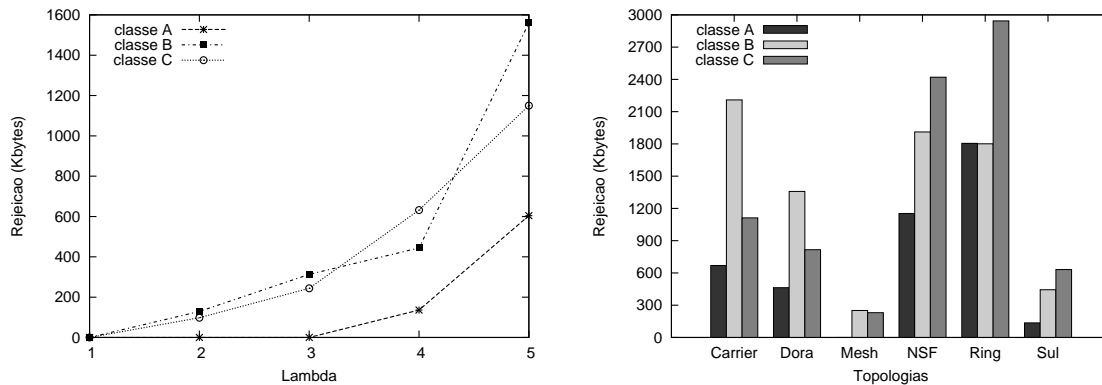 1600
1400
1200
1000
800
600
400
200
0
1
2
3
4
5
Rejeicao (Kbytes)
Lambda
classe A
classe B
classe C
3000
2700
2400
2100
1800
1500
1200
900
600
300
0
Carrier
Dora
Mesh
NSF
Ring
Sul
Rejeicao (Kbytes)
Topologias
classe A
classe B
classe C